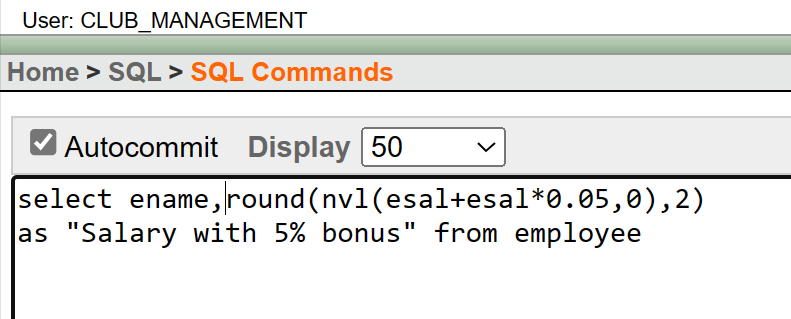 User: CLUB_MANAGEMENT
Home > SQL > SQL Commands
Autocommit Display 50
select ename,round(nvl(esal+esal*0.05,0),2)
as "Salary with 5% bonus" from employee